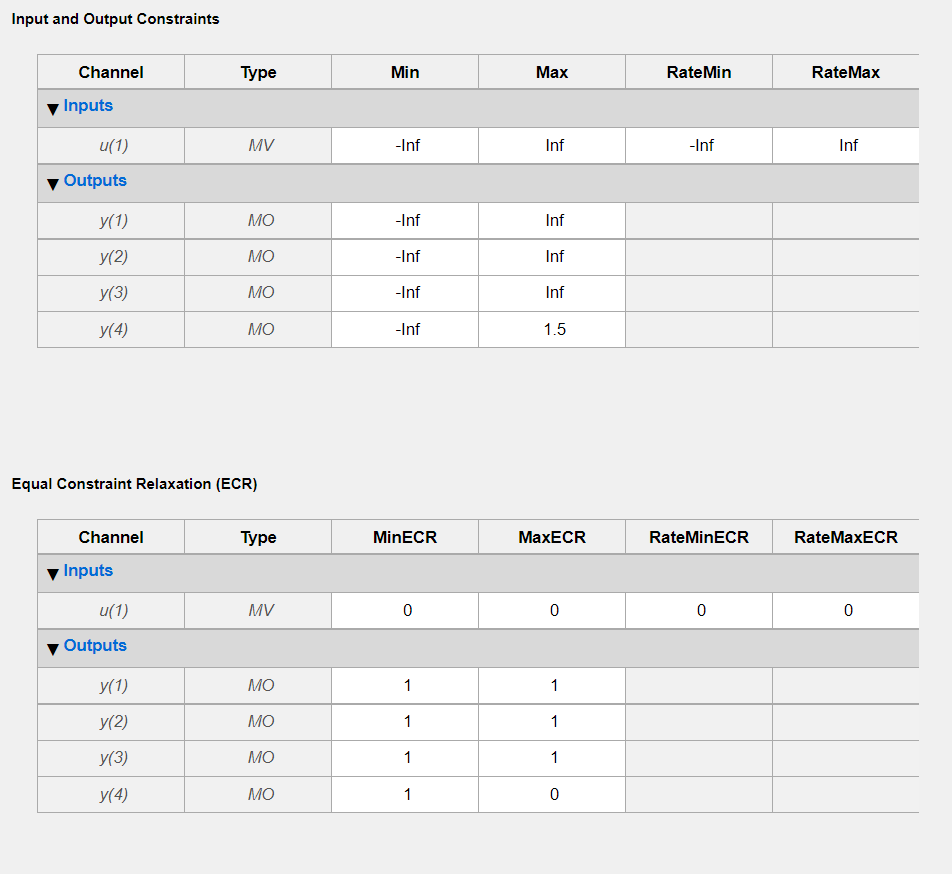 Input and Output Constraints
Channel Type Min Max RateMin RateMax
▼ Inputs
u(1) MV -Inf Inf -Inf Inf
▼ Outputs
y(1) MO -Inf Inf
y(2) MO -Inf Inf
y(3) MO -Inf Inf
y(4) MO -Inf 1.5
Equal Constraint Relaxation (ECR)
Channel Type MinECR MaxECR RateMinECR RateMaxECR
▼ Inputs
u(1) MV 0 0 0 0
▼ Outputs
y(1) MO 1 1
y(2) MO 1 1
y(3) MO 1 1
y(4) MO 1 0